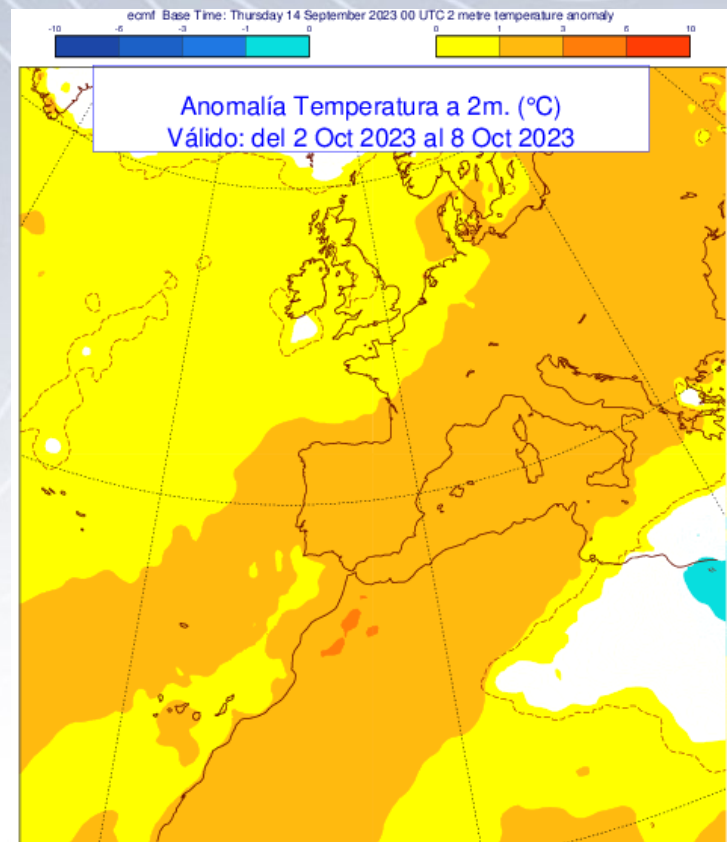 ecmf Base Time: Thursday 14 September 2023 00 UTC 2 metre temperature anomaly
-10 -6 -3 -1 0 0 1 3 6 10
Anomalía Temperatura a 2m. (°C)
Válido: del 2 Oct 2023 al 8 Oct 2023